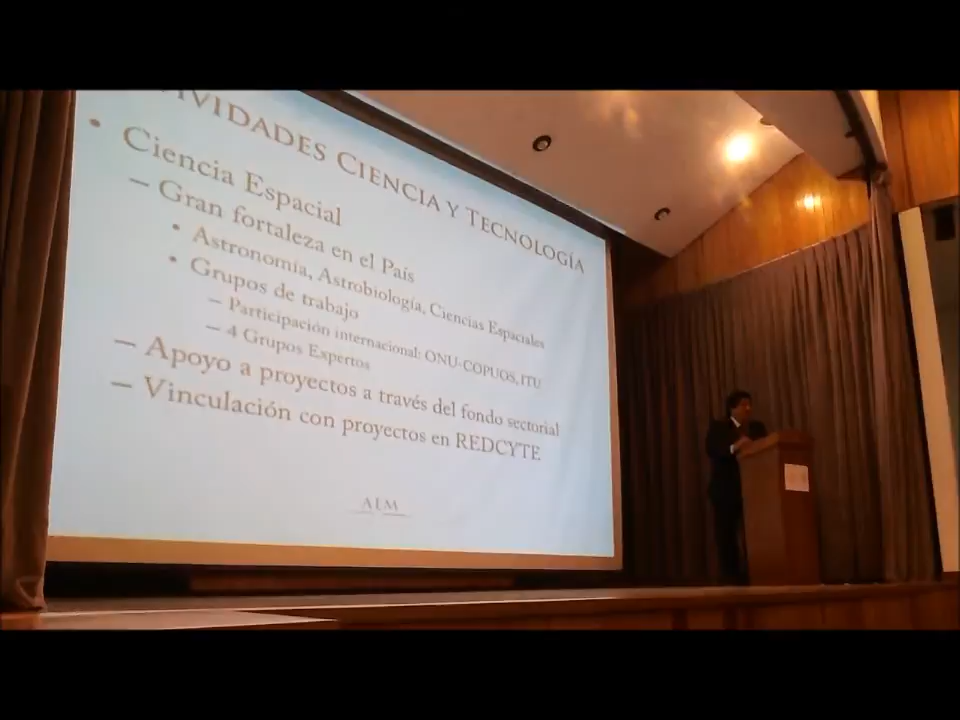 IVIDADES CIENCIA Y TECNOLOGÍA
• Ciencia Espacial
– Gran fortaleza en el País
• Astronomía, Astrobiología, Ciencias Espaciales
• Grupos de trabajo
– Participación internacional: ONU-COPUOS, ITU
– 4 Grupos Expertos
– Apoyo a proyectos a través del fondo sectorial
– Vinculación con proyectos en REDCYTE